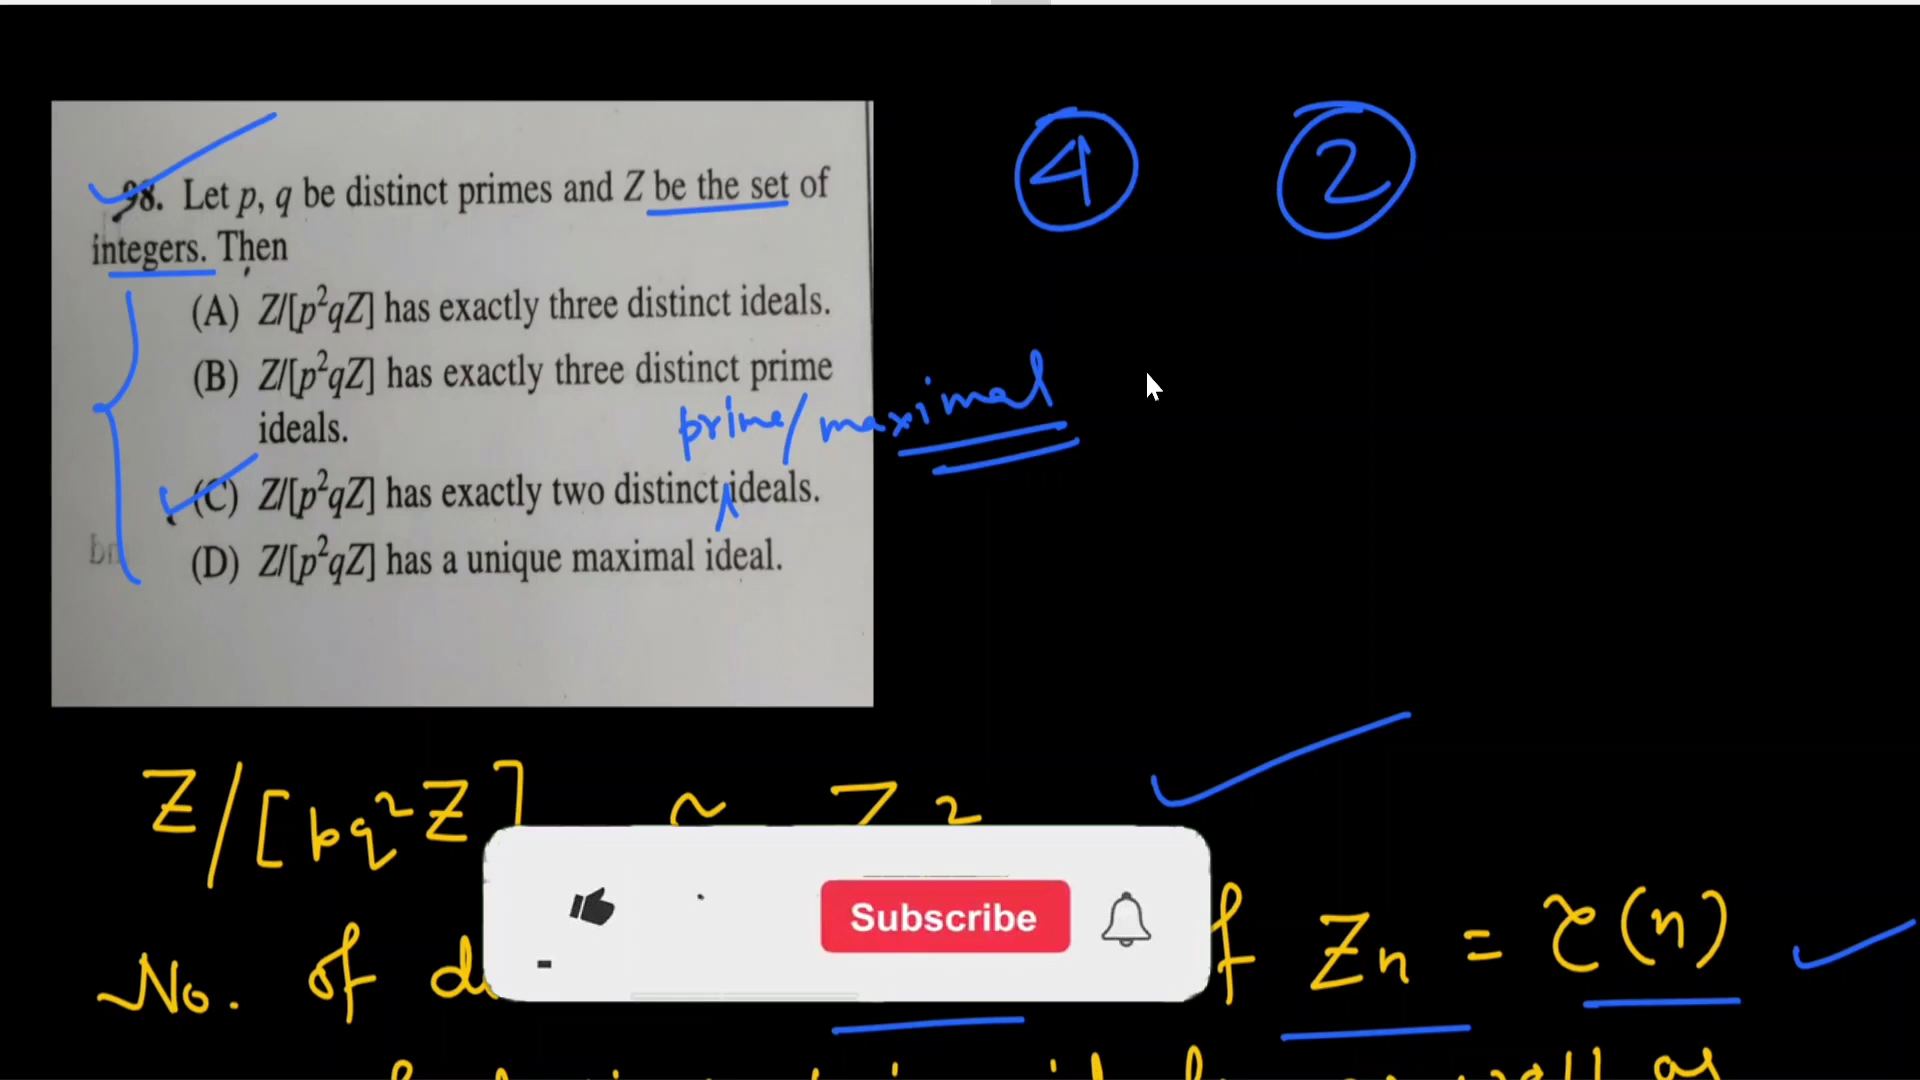 ④ ②
98. Let p, q be distinct primes and Z be the set of
integers. Then
(A) Z/[p²qZ] has exactly three distinct ideals.
(B) Z/[p²qZ] has exactly three distinct prime
ideals.
prime/maximal
(C) Z/[p²qZ] has exactly two distinct ideals.
(D) Z/[p²qZ] has a unique maximal ideal.
Z/[pq²Z] ~ Z 2
Subscribe
No. of f Zn = τ(n)